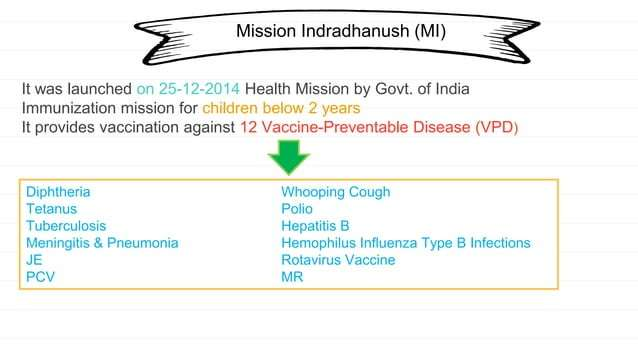 Mission Indradhanush (MI)
It was launched on 25-12-2014 Health Mission by Govt. of India
Immunization mission for children below 2 years
It provides vaccination against 12 Vaccine-Preventable Disease (VPD)
Diphtheria
Tetanus
Tuberculosis
Meningitis & Pneumonia
JE
PCV
Whooping Cough
Polio
Hepatitis B
Hemophilus Influenza Type B Infections
Rotavirus Vaccine
MR